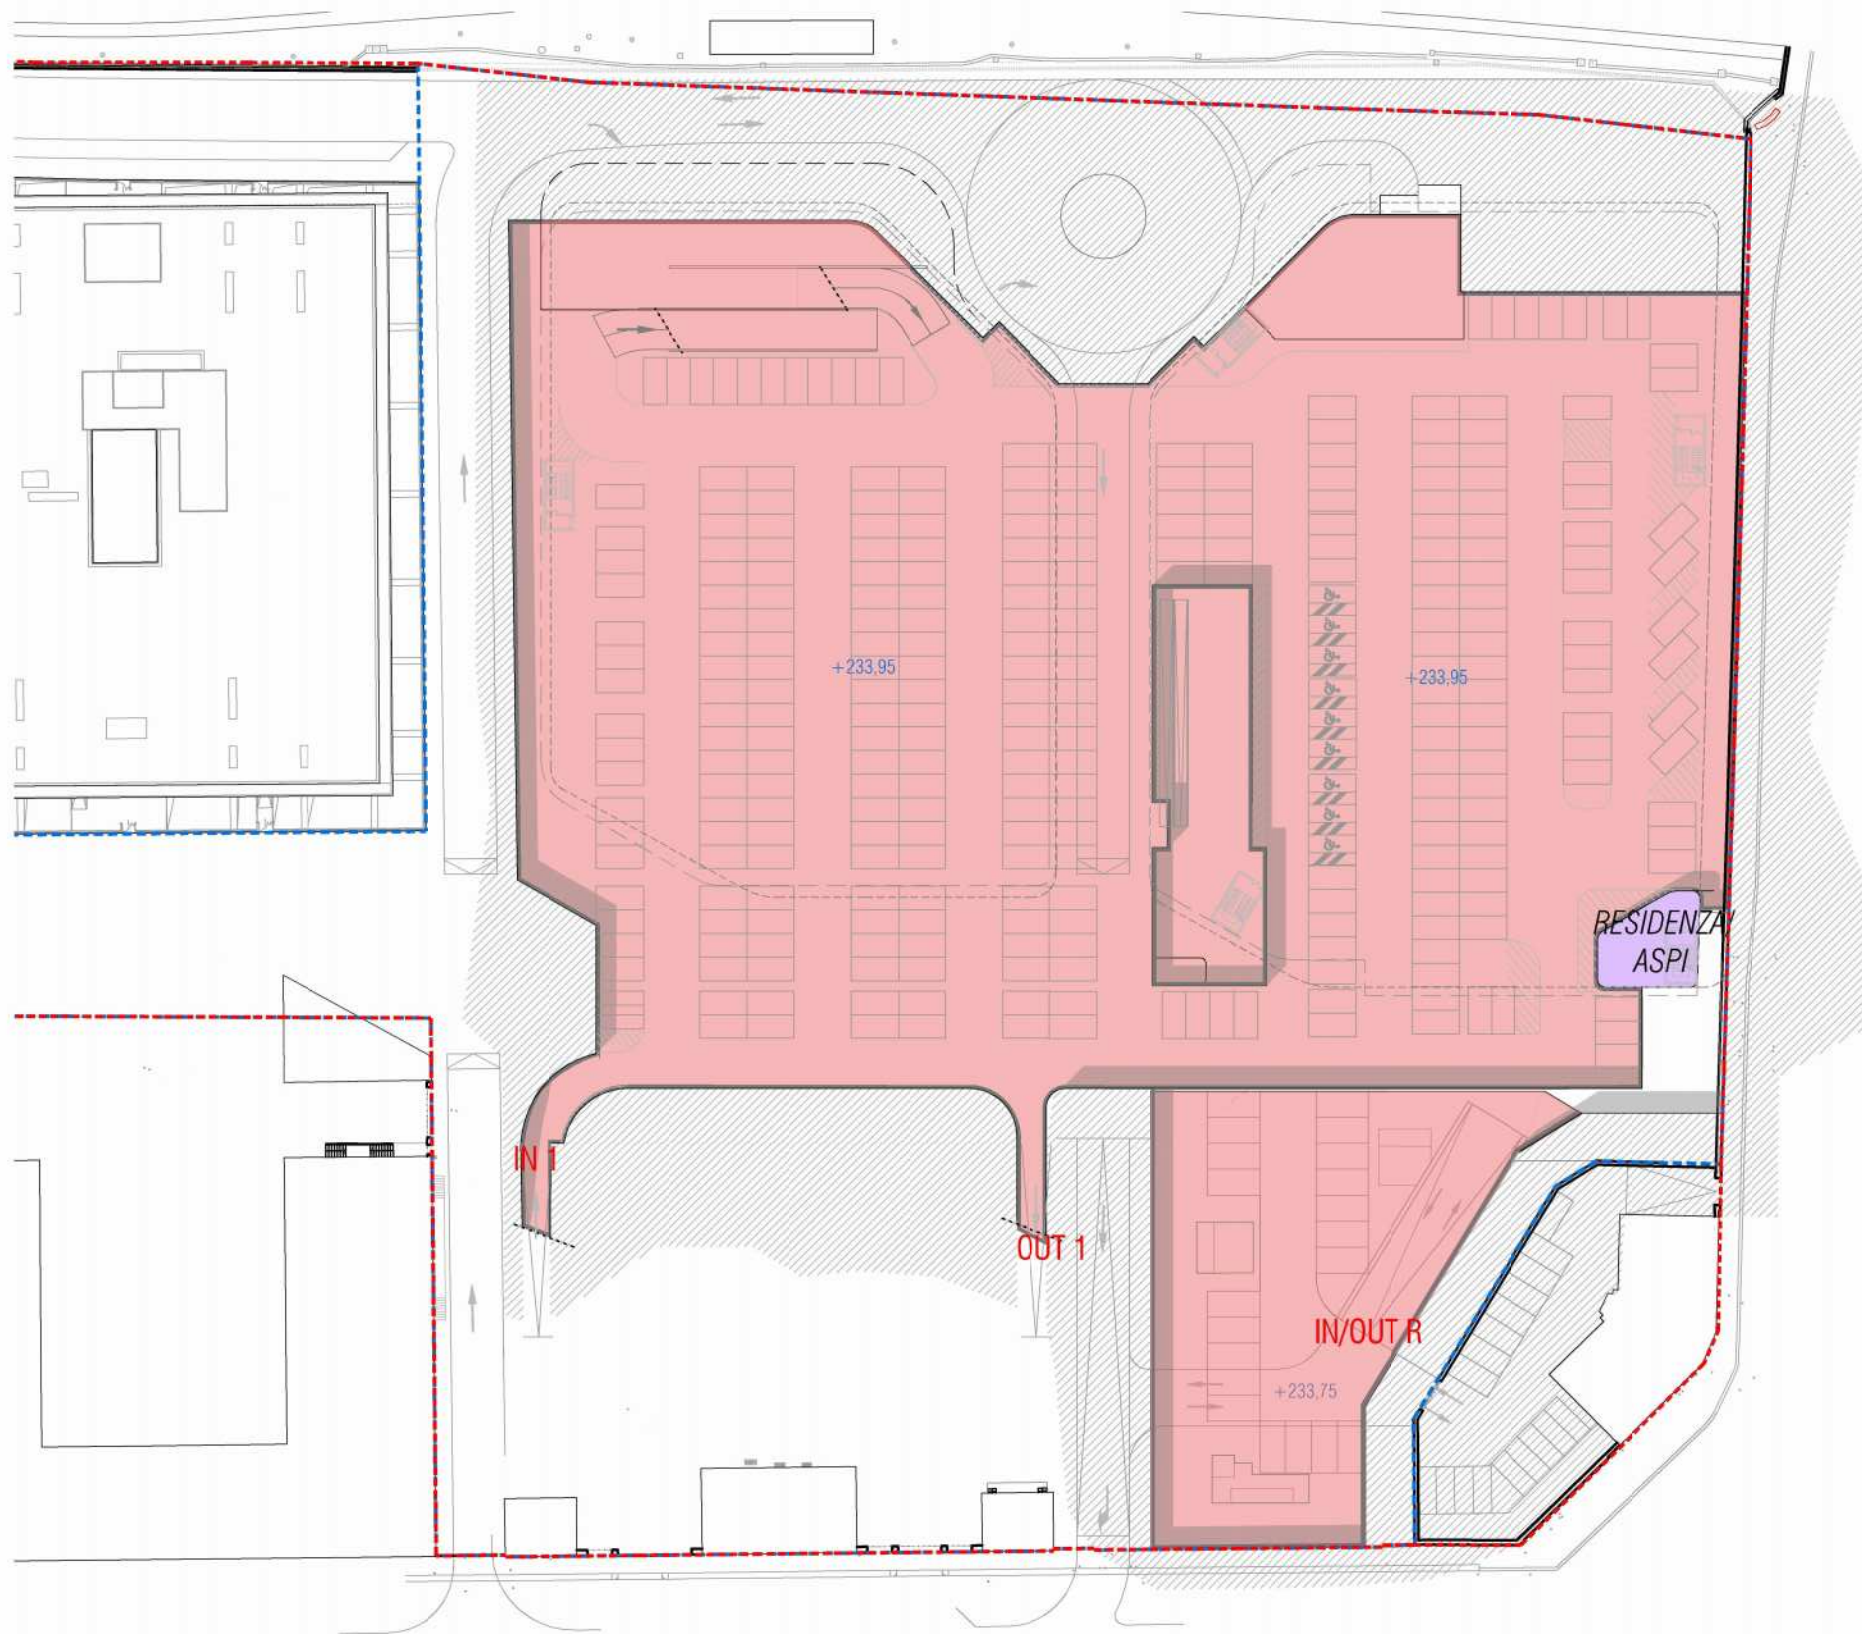 +233,95
+233,95
RESIDENZA/
ASPI
IN 1
OUT 1
IN/OUT R
+233,75